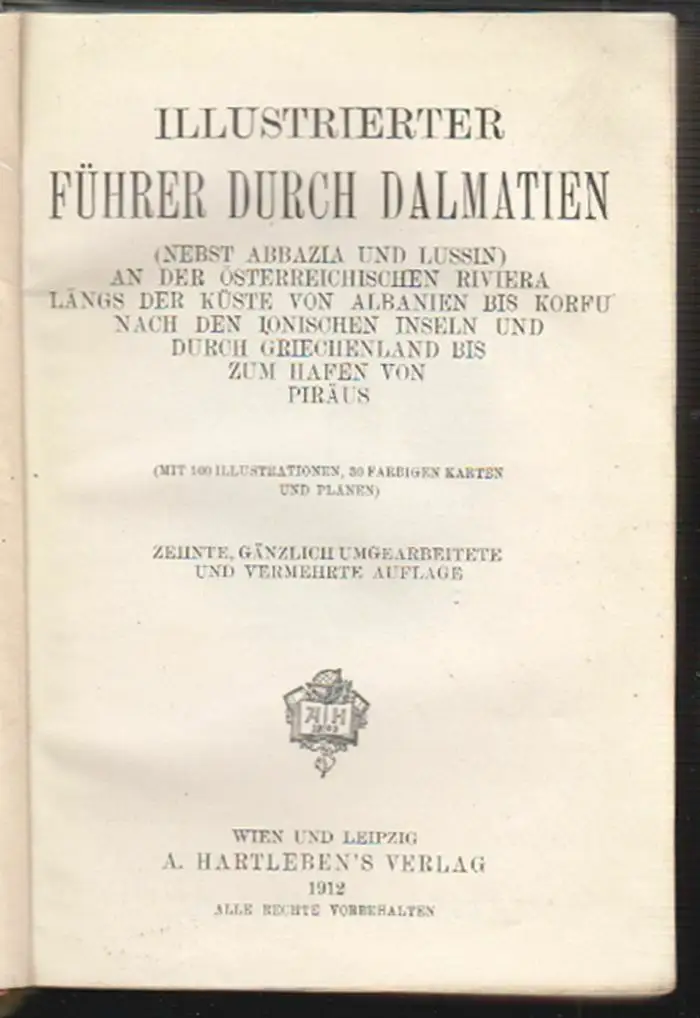 ILLUSTRIERTER
FÜHRER DURCH DALMATIEN
(NEBST ABBAZIA UND LUSSIN)
AN DER ÖSTERREICHISCHEN RIVIERA
LÄNGS DER KÜSTE VON ALBANIEN BIS KORFU
NACH DEN IONISCHEN INSELN UND
DURCH GRIECHENLAND BIS
ZUM HAFEN VON
PIRÄUS
(MIT 100 ILLUSTRATIONEN, 30 FARBIGEN KARTEN
UND PLÄNEN)
ZEHNTE, GÄNZLICH UMGEARBEITETE
UND VERMEHRTE AUFLAGE
A H
WIEN UND LEIPZIG
A. HARTLEBEN'S VERLAG
1912
ALLE RECHTE VORBEHALTEN